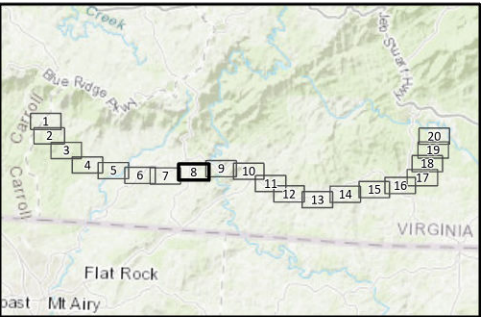 Creek
Jeb Stuart Hwy
Blue Ridge Pkwy
Carroll
1
2
3
4
5
6
7
8
9
10
11
12
13
14
15
16
17
18
19
20
Carroll
VIRGINIA
Flat Rock
oast Mt Airy